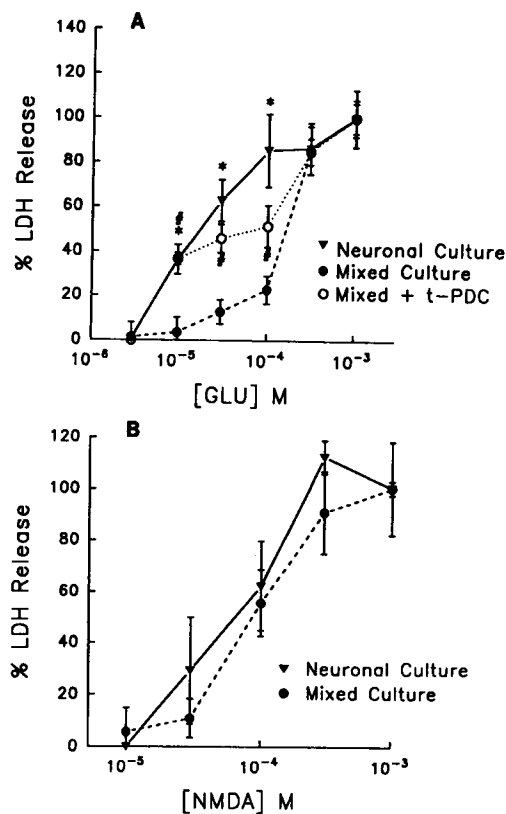 A
140
120
100
80
60
40
20
0
% LDH Release
* 
*
#
*
*
#
#
▼ Neuronal Culture
● Mixed Culture
○ Mixed + t-PDC
10⁻⁶ 10⁻⁵ 10⁻⁴ 10⁻³
[GLU] M
B
120
100
80
60
40
20
0
% LDH Release
▼ Neuronal Culture
● Mixed Culture
10⁻⁵ 10⁻⁴ 10⁻³
[NMDA] M